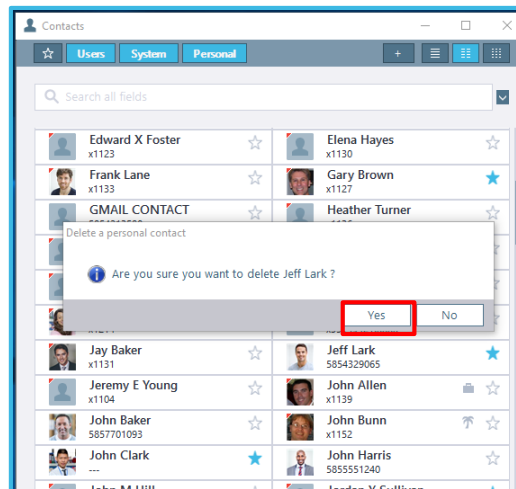 Contacts
Users System Personal
Search all fields
Edward X Foster
x1123
Elena Hayes
x1130
Frank Lane
x1133
Gary Brown
x1127
GMAIL CONTACT
Heather Turner
Delete a personal contact
Are you sure you want to delete Jeff Lark ?
Yes No
Jay Baker
x1131
Jeff Lark
5854329065
Jeremy E Young
x1104
John Allen
x1139
John Baker
5857701093
John Bunn
x1152
John Clark
---
John Harris
5855551240